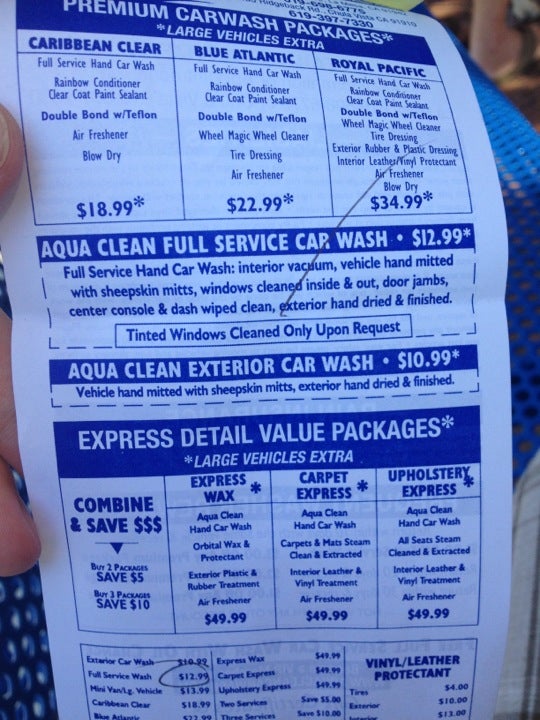 Chula Vista CA 91910
619-397-7330
PREMIUM CARWASH PACKAGES*
*LARGE VEHICLES EXTRA
CARIBBEAN CLEAR
Full Service Hand Car Wash
Rainbow Conditioner
Clear Coat Paint Sealant
Double Bond w/Teflon
Air Freshener
Blow Dry
$18.99*
BLUE ATLANTIC
Full Service Hand Car Wash
Rainbow Conditioner
Clear Coat Paint Sealant
Double Bond w/Teflon
Wheel Magic Wheel Cleaner
Tire Dressing
Air Freshener
$22.99*
ROYAL PACIFIC
Full Service Hand Car Wash
Rainbow Conditioner
Clear Coat Paint Sealant
Double Bond w/Teflon
Wheel Magic Wheel Cleaner
Tire Dressing
Exterior Rubber & Plastic Dressing
Interior Leather/Vinyl Protectant
Air Freshener
Blow Dry
$34.99*
AQUA CLEAN FULL SERVICE CAR WASH • $12.99*
Full Service Hand Car Wash: interior vacuum, vehicle hand mitted
with sheepskin mitts, windows cleaned inside & out, door jambs,
center console & dash wiped clean, exterior hand dried & finished.
Tinted Windows Cleaned Only Upon Request
AQUA CLEAN EXTERIOR CAR WASH • $10.99*
Vehicle hand mitted with sheepskin mitts, exterior hand dried & finished.
EXPRESS DETAIL VALUE PACKAGES*
*LARGE VEHICLES EXTRA
COMBINE
& SAVE $$$
BUY 2 PACKAGES
SAVE $5
BUY 3 PACKAGES
SAVE $10
EXPRESS
WAX *
Aqua Clean
Hand Car Wash
Orbital Wax &
Protectant
Exterior Plastic &
Rubber Treatment
Air Freshener
$49.99
CARPET
EXPRESS *
Aqua Clean
Hand Car Wash
Carpets & Mats Steam
Clean & Extracted
Interior Leather &
Vinyl Treatment
Air Freshener
$49.99
UPHOLSTERY
EXPRESS *
Aqua Clean
Hand Car Wash
All Seats Steam
Cleaned & Extracted
Interior Leather &
Vinyl Treatment
Air Freshener
$49.99
Exterior Car Wash $10.99
Full Service Wash $12.99
Mini Van/Lg. Vehicle $13.99
Caribbean Clear $18.99
Blue Atlantic $22.99
Express Wax $49.99
Carpet Express $49.99
Upholstery Express $49.99
Two Services Save $5.00
Three Services Save $10.00
VINYL/LEATHER
PROTECTANT
Tires $4.00
Exterior $10.00
Interior $12.00